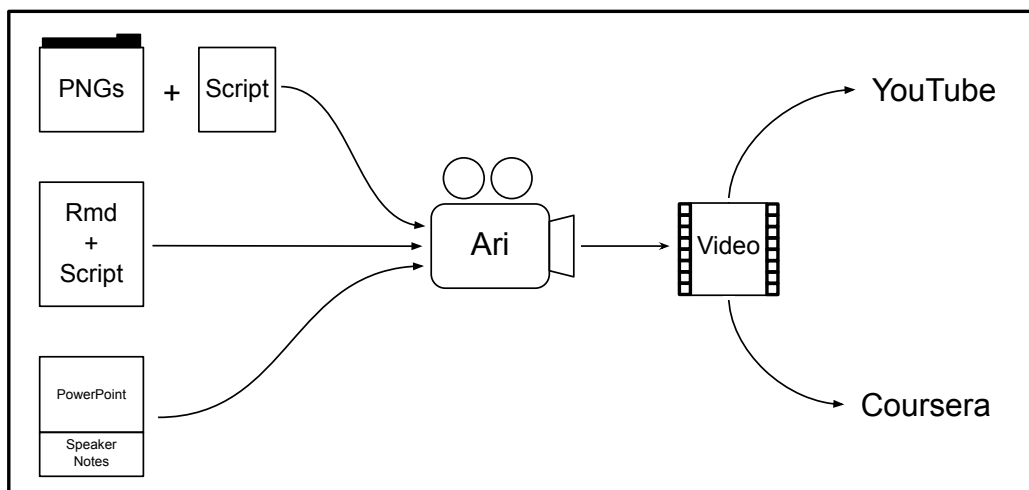 PNGs + Script
Rmd
+
Script
PowerPoint
Speaker
Notes
Ari
Video
YouTube
Coursera